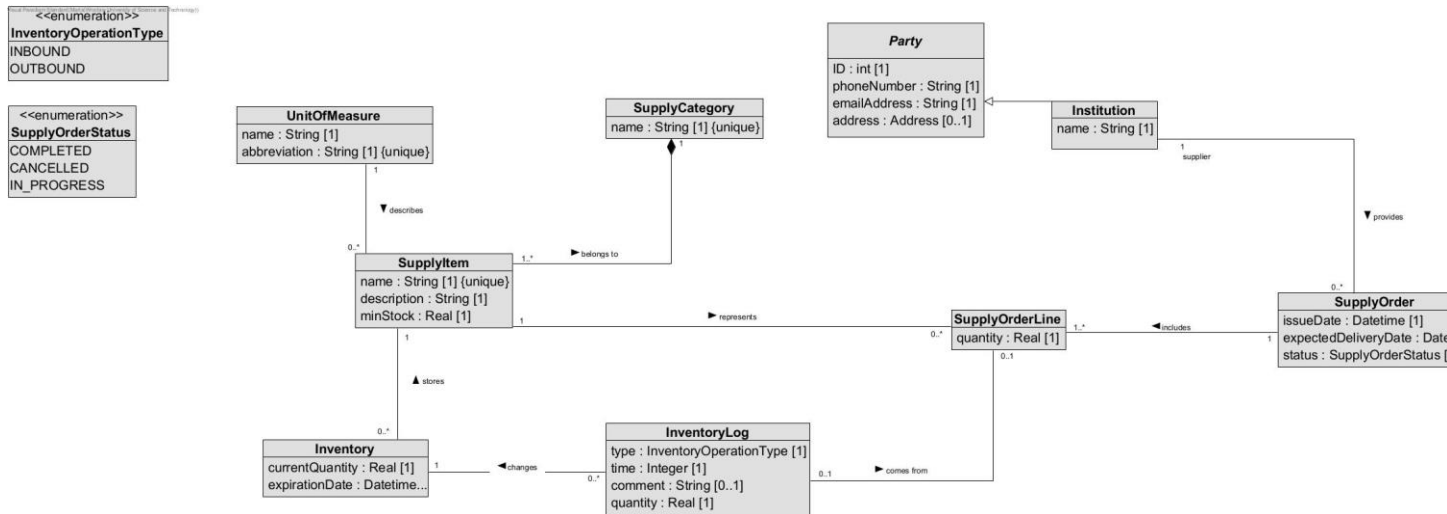 <<enumeration>>
InventoryOperationType
INBOUND
OUTBOUND
<<enumeration>>
SupplyOrderStatus
COMPLETED
CANCELLED
IN_PROGRESS
UnitOfMeasure
name : String [1]
abbreviation : String [1] {unique}
1
describes
0..*
SupplyCategory
name : String [1] {unique}
1
belongs to
1..*
Party
ID : int [1]
phoneNumber : String [1]
emailAddress : String [1]
address : Address [0..1]
Institution
name : String [1]
1
supplier
provides
0..*
SupplyItem
name : String [1] {unique}
description : String [1]
minStock : Real [1]
1
represents
0..*
SupplyOrderLine
quantity : Real [1]
1..*
includes
1
SupplyOrder
issueDate : Datetime [1]
expectedDeliveryDate : Date
status : SupplyOrderStatus [
1
stores
0..*
Inventory
currentQuantity : Real [1]
expirationDate : Datetime...
1
changes
0..*
InventoryLog
type : InventoryOperationType [1]
time : Integer [1]
comment : String [0..1]
quantity : Real [1]
0..1
comes from
0..1